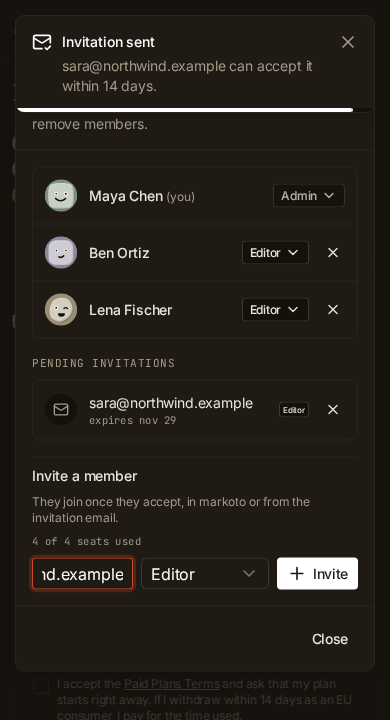 Invitation sent
sara@northwind.example can accept it
within 14 days.
remove members.
Maya Chen (you)
Admin
Ben Ortiz
Editor
Lena Fischer
Editor
PENDING INVITATIONS
sara@northwind.example
Editor
expires nov 29
Invite a member
They join once they accept, in markoto or from the
invitation email.
4 of 4 seats used
nd.example
Editor
Invite
Close
I accept the Paid Plans Terms and ask that my plan
starts right away. If I withdraw within 14 days as an EU
consumer, I pay for the time used.